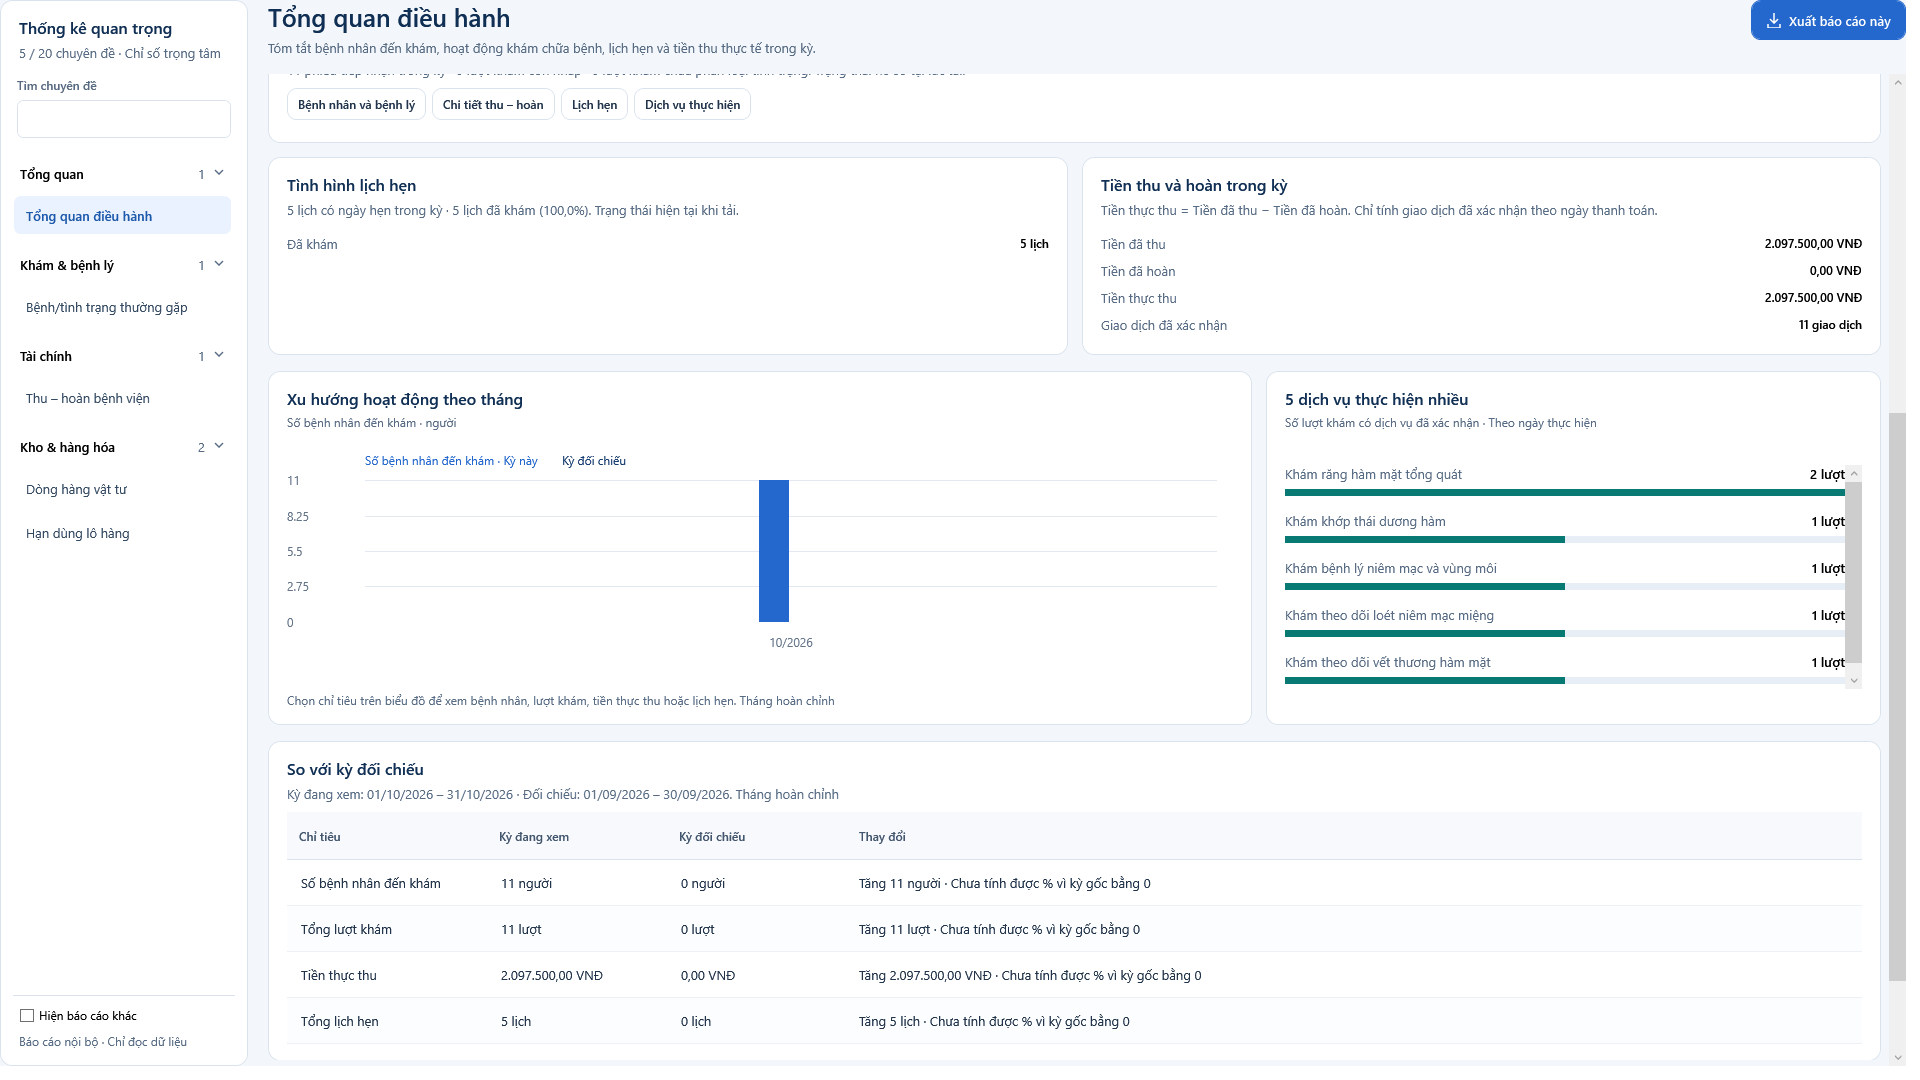 Thống kê quan trọng
5 / 20 chuyên đề · Chỉ số trọng tâm
Tìm chuyên đề
Tổng quan 1
Tổng quan điều hành
Khám & bệnh lý 1
Bệnh/tình trạng thường gặp
Tài chính 1
Thu – hoàn bệnh viện
Kho & hàng hóa 2
Dòng hàng vật tư
Hạn dùng lô hàng
Hiện báo cáo khác
Báo cáo nội bộ · Chỉ đọc dữ liệu
Tổng quan điều hành
Tóm tắt bệnh nhân đến khám, hoạt động khám chữa bệnh, lịch hẹn và tiền thu thực tế trong kỳ.
Xuất báo cáo này
Bệnh nhân và bệnh lý
Chi tiết thu – hoàn
Lịch hẹn
Dịch vụ thực hiện
Tình hình lịch hẹn
5 lịch có ngày hẹn trong kỳ · 5 lịch đã khám (100,0%). Trạng thái hiện tại khi tải.
Đã khám 5 lịch
Tiền thu và hoàn trong kỳ
Tiền thực thu = Tiền đã thu − Tiền đã hoàn. Chỉ tính giao dịch đã xác nhận theo ngày thanh toán.
Tiền đã thu 2.097.500,00 VNĐ
Tiền đã hoàn 0,00 VNĐ
Tiền thực thu 2.097.500,00 VNĐ
Giao dịch đã xác nhận 11 giao dịch
Xu hướng hoạt động theo tháng
Số bệnh nhân đến khám · người
Số bệnh nhân đến khám · Kỳ này Kỳ đối chiếu
11
8.25
5.5
2.75
0
10/2026
Chọn chỉ tiêu trên biểu đồ để xem bệnh nhân, lượt khám, tiền thực thu hoặc lịch hẹn. Tháng hoàn chỉnh
5 dịch vụ thực hiện nhiều
Số lượt khám có dịch vụ đã xác nhận · Theo ngày thực hiện
Khám răng hàm mặt tổng quát 2 lượt
Khám khớp thái dương hàm 1 lượt
Khám bệnh lý niêm mạc và vùng môi 1 lượt
Khám theo dõi loét niêm mạc miệng 1 lượt
Khám theo dõi vết thương hàm mặt 1 lượt
So với kỳ đối chiếu
Kỳ đang xem: 01/10/2026 – 31/10/2026 · Đối chiếu: 01/09/2026 – 30/09/2026. Tháng hoàn chỉnh
Chỉ tiêu Kỳ đang xem Kỳ đối chiếu Thay đổi
Số bệnh nhân đến khám 11 người 0 người Tăng 11 người · Chưa tính được % vì kỳ gốc bằng 0
Tổng lượt khám 11 lượt 0 lượt Tăng 11 lượt · Chưa tính được % vì kỳ gốc bằng 0
Tiền thực thu 2.097.500,00 VNĐ 0,00 VNĐ Tăng 2.097.500,00 VNĐ · Chưa tính được % vì kỳ gốc bằng 0
Tổng lịch hẹn 5 lịch 0 lịch Tăng 5 lịch · Chưa tính được % vì kỳ gốc bằng 0